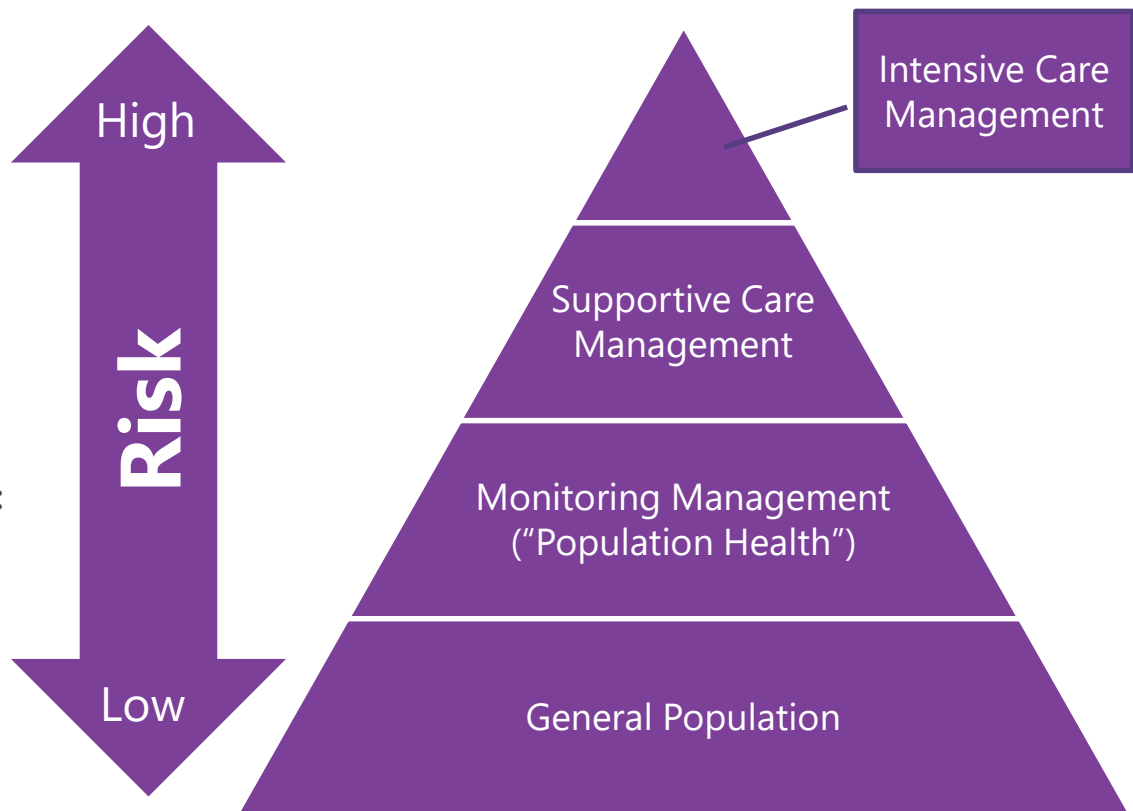 High
Risk
Low
:
Intensive Care
Management
Supportive Care
Management
Monitoring Management
(“Population Health”)
General Population